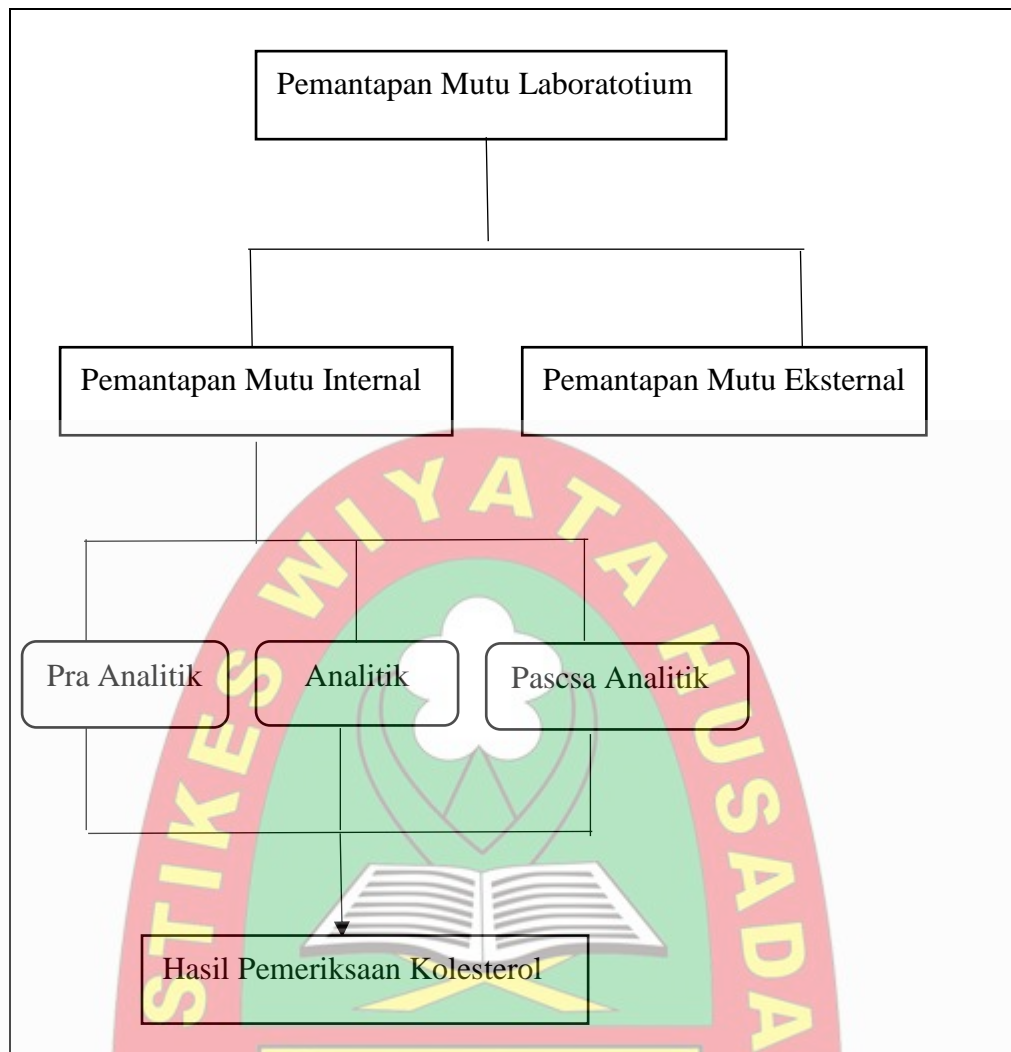 Pemantapan Mutu Laboratotium
Pemantapan Mutu Internal
Pemantapan Mutu Eksternal
STIKES WIYATA HUSADA
Pra Analitik
Analitik
Pascsa Analitik
Hasil Pemeriksaan Kolesterol